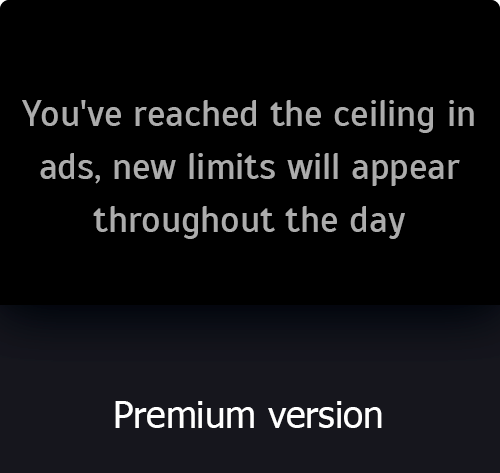 You've reached the ceiling in
ads, new limits will appear
throughout the day
Premium version